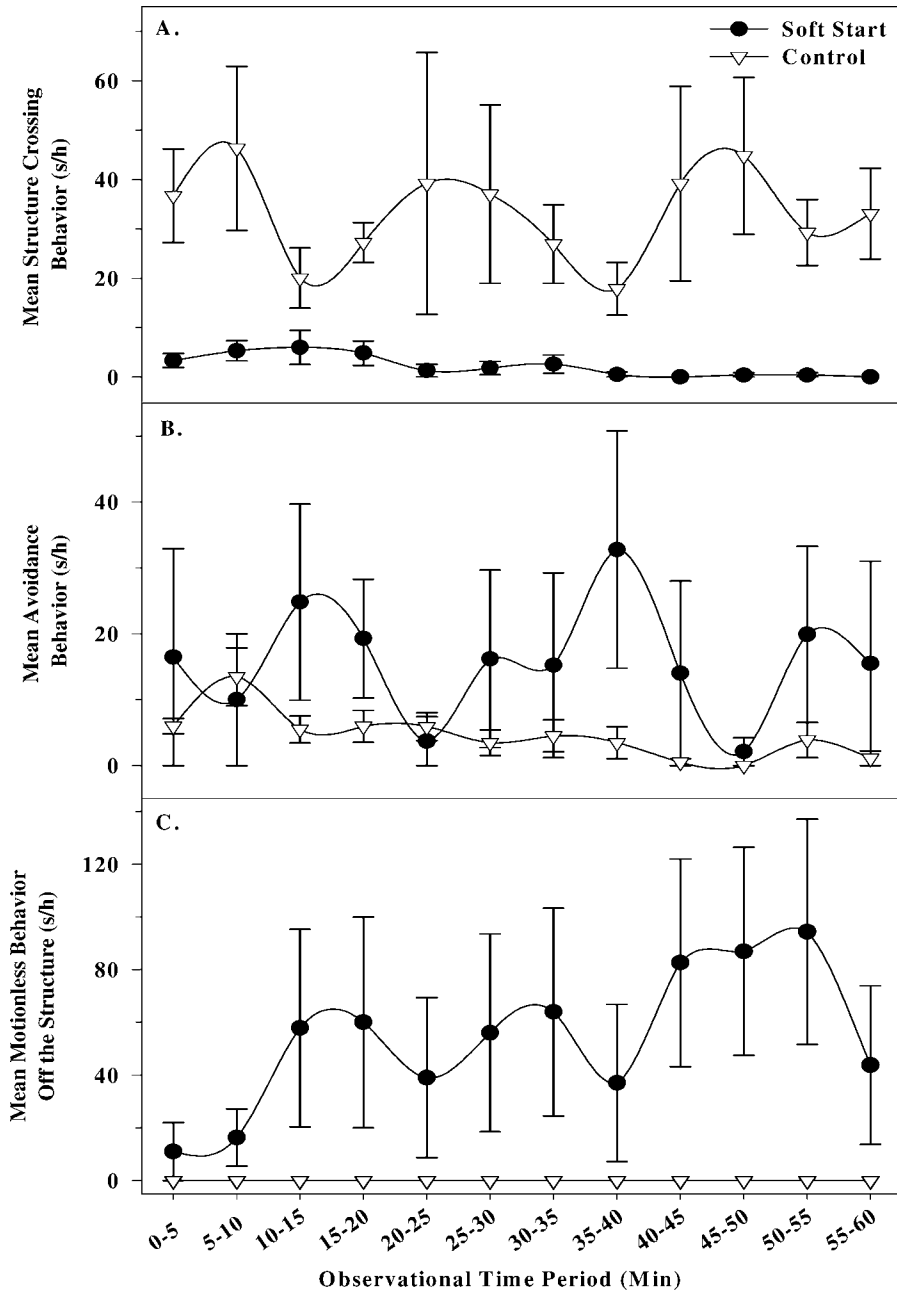 A.
Soft Start
Control
60
40
20
0
Mean Structure Crossing
Behavior (s/h)
B.
40
20
0
Mean Avoidance
Behavior (s/h)
C.
120
80
40
0
Mean Motionless Behavior
Off the Structure (s/h)
0-5
5-10
10-15
15-20
20-25
25-30
30-35
35-40
40-45
45-50
50-55
55-60
Observational Time Period (Min)